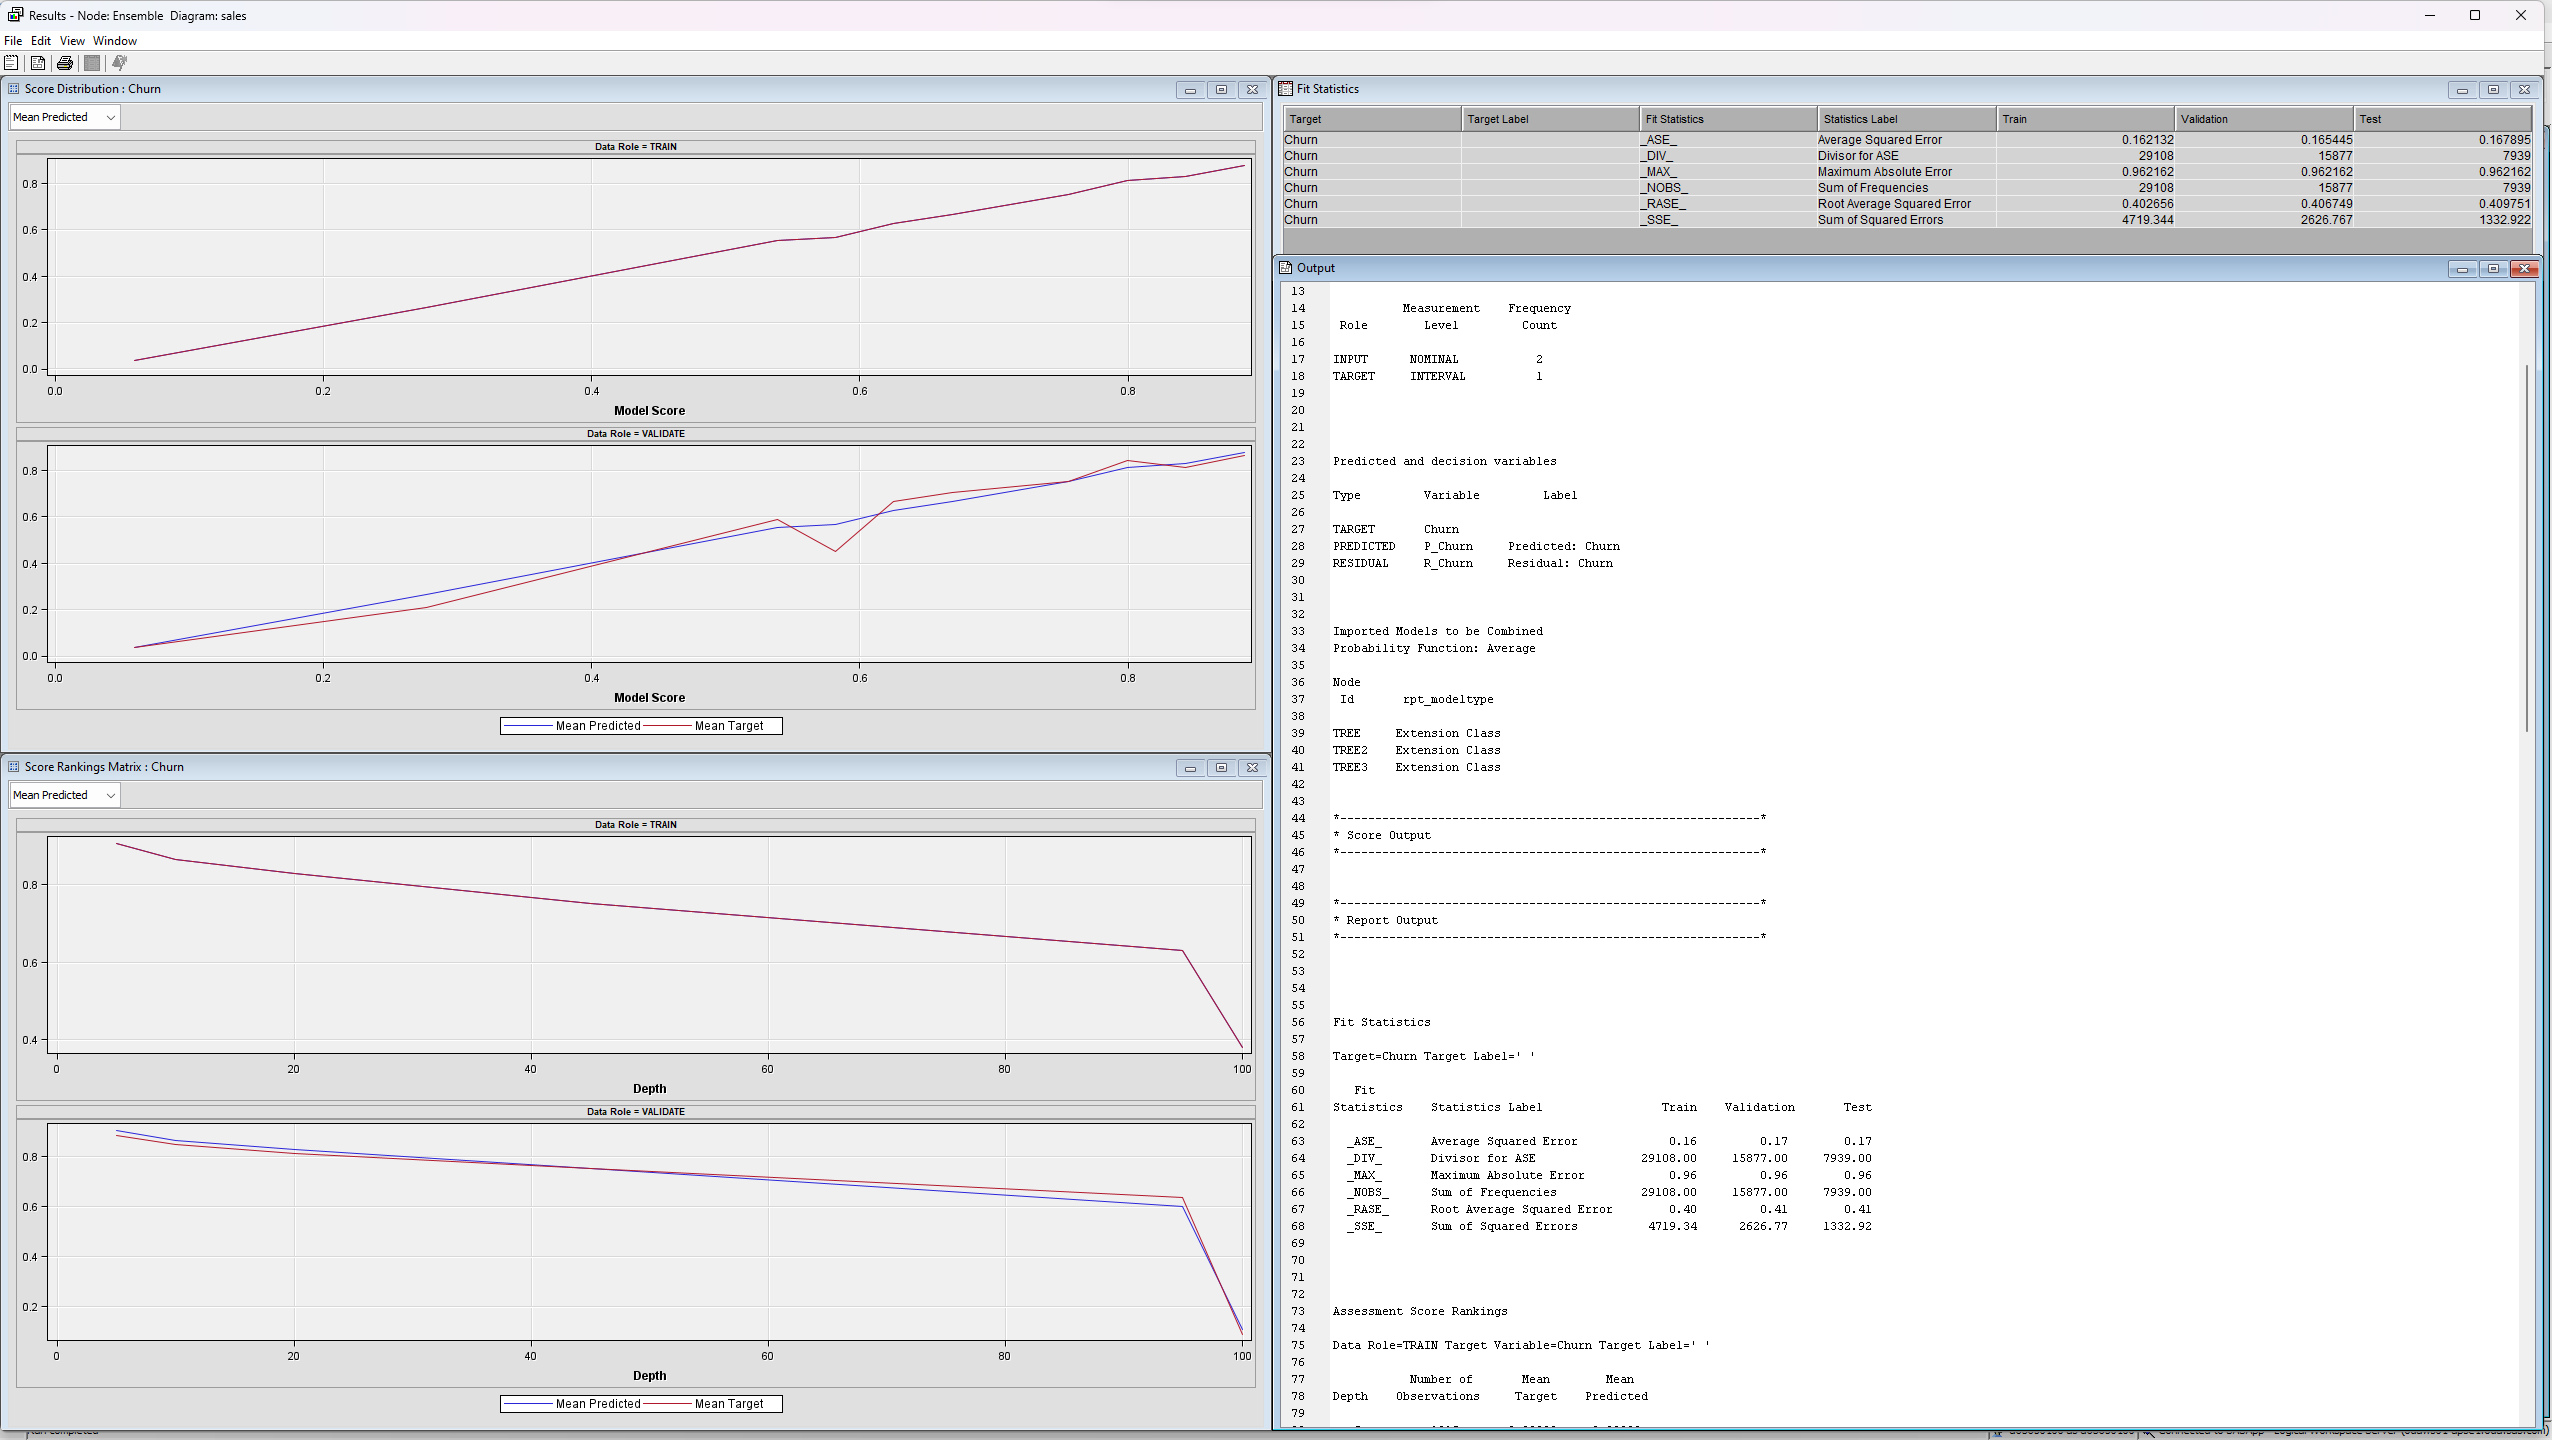 Results - Node: Ensemble  Diagram: sales
File Edit View Window
Score Distribution : Churn
Mean Predicted
Data Role = TRAIN
0.8
0.6
0.4
0.2
0.0
0.0 0.2 0.4 0.6 0.8
Model Score
Data Role = VALIDATE
0.8
0.6
0.4
0.2
0.0
0.0 0.2 0.4 0.6 0.8
Model Score
Mean Predicted Mean Target
Score Rankings Matrix : Churn
Mean Predicted
Data Role = TRAIN
0.8
0.6
0.4
0 20 40 60 80 100
Depth
Data Role = VALIDATE
0.8
0.6
0.4
0.2
0 20 40 60 80 100
Depth
Mean Predicted Mean Target
Fit Statistics
Target Target Label Fit Statistics Statistics Label Train Validation Test
Churn _ASE_ Average Squared Error 0.162132 0.165445 0.167895
Churn _DIV_ Divisor for ASE 29108 15877 7939
Churn _MAX_ Maximum Absolute Error 0.962162 0.962162 0.962162
Churn _NOBS_ Sum of Frequencies 29108 15877 7939
Churn _RASE_ Root Average Squared Error 0.402656 0.406749 0.409751
Churn _SSE_ Sum of Squared Errors 4719.344 2626.767 1332.922
Output
13
14 Measurement Frequency
15 Role Level Count
16
17 INPUT NOMINAL 2
18 TARGET INTERVAL 1
19
20
21
22
23 Predicted and decision variables
24
25 Type Variable Label
26
27 TARGET Churn
28 PREDICTED P_Churn Predicted: Churn
29 RESIDUAL R_Churn Residual: Churn
30
31
32
33 Imported Models to be Combined
34 Probability Function: Average
35
36 Node
37 Id rpt_modeltype
38
39 TREE Extension Class
40 TREE2 Extension Class
41 TREE3 Extension Class
42
43
44 *------------------------------------------------------------*
45 * Score Output
46 *------------------------------------------------------------*
47
48
49 *------------------------------------------------------------*
50 * Report Output
51 *------------------------------------------------------------*
52
53
54
55
56 Fit Statistics
57
58 Target=Churn Target Label=' '
59
60 Fit
61 Statistics Statistics Label Train Validation Test
62
63 _ASE_ Average Squared Error 0.16 0.17 0.17
64 _DIV_ Divisor for ASE 29108.00 15877.00 7939.00
65 _MAX_ Maximum Absolute Error 0.96 0.96 0.96
66 _NOBS_ Sum of Frequencies 29108.00 15877.00 7939.00
67 _RASE_ Root Average Squared Error 0.40 0.41 0.41
68 _SSE_ Sum of Squared Errors 4719.34 2626.77 1332.92
69
70
71
72
73 Assessment Score Rankings
74
75 Data Role=TRAIN Target Variable=Churn Target Label=' '
76
77 Number of Mean Mean
78 Depth Observations Target Predicted
79